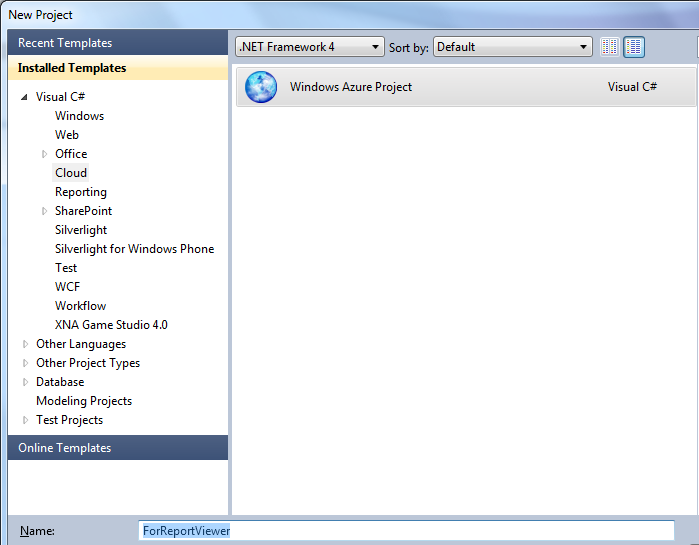 New Project
Recent Templates
Installed Templates
Visual C#
Windows
Web
Office
Cloud
Reporting
SharePoint
Silverlight
Silverlight for Windows Phone
Test
WCF
Workflow
XNA Game Studio 4.0
Other Languages
Other Project Types
Database
Modeling Projects
Test Projects
Online Templates
.NET Framework 4 Sort by: Default
Windows Azure Project Visual C#
Name: ForReportViewer